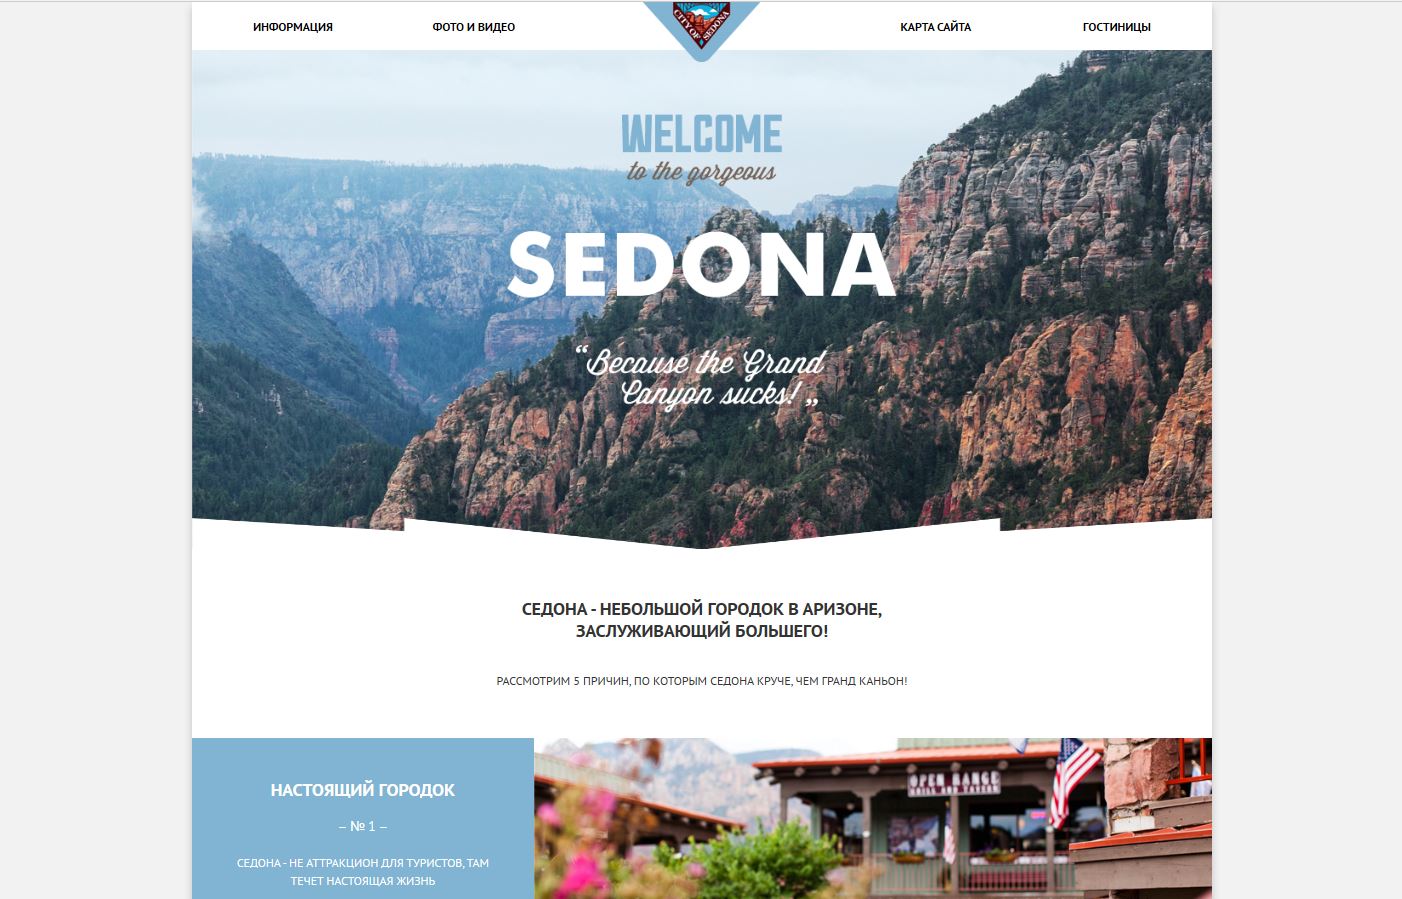 ИНФОРМАЦИЯ
ФОТО И ВИДЕО
CITY OF SEDONA
КАРТА САЙТА
ГОСТИНИЦЫ
WELCOME
to the gorgeous
SEDONA
“Because the Grand
Canyon sucks! „
СЕДОНА - НЕБОЛЬШОЙ ГОРОДОК В АРИЗОНЕ,
ЗАСЛУЖИВАЮЩИЙ БОЛЬШЕГО!
РАССМОТРИМ 5 ПРИЧИН, ПО КОТОРЫМ СЕДОНА КРУЧЕ, ЧЕМ ГРАНД КАНЬОН!
НАСТОЯЩИЙ ГОРОДОК
– № 1 –
СЕДОНА - НЕ АТТРАКЦИОН ДЛЯ ТУРИСТОВ, ТАМ
ТЕЧЕТ НАСТОЯЩАЯ ЖИЗНЬ
OPEN RANGE
GRILL AND TAVERN